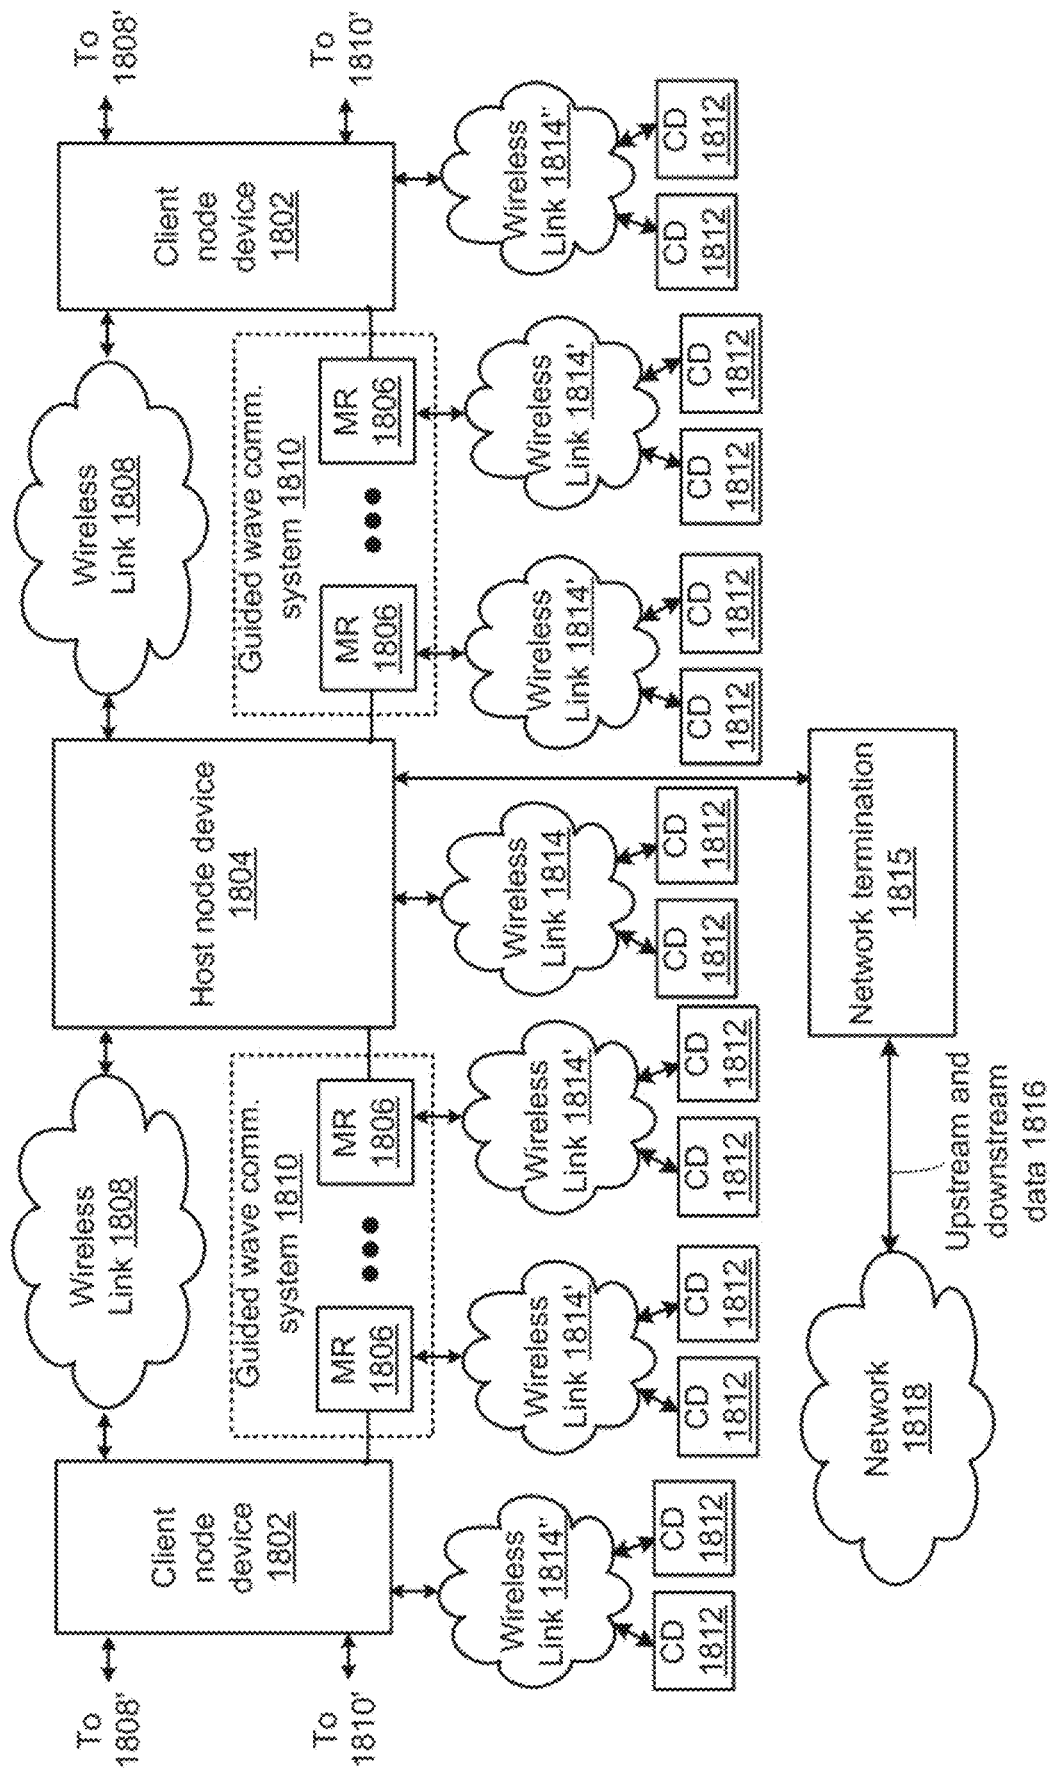 To
1808'
To
1810'
Client
node
device
1802
Wireless
Link 1808
Guided wave comm.
system 1810
MR
1806
MR
1806
Host node device
1804
Wireless
Link 1808
Guided wave comm.
system 1810
MR
1806
MR
1806
Client
node
device
1802
To
1808'
To
1810'
Wireless
Link 1814"
CD
1812
CD
1812
Wireless
Link 1814'
CD
1812
CD
1812
Wireless
Link 1814'
CD
1812
CD
1812
Wireless
Link 1814
CD
1812
CD
1812
Wireless
Link 1814'
CD
1812
CD
1812
Wireless
Link 1814'
CD
1812
CD
1812
Wireless
Link 1814"
CD
1812
CD
1812
Network
1818
Upstream and
downstream
data 1816
Network termination
1815